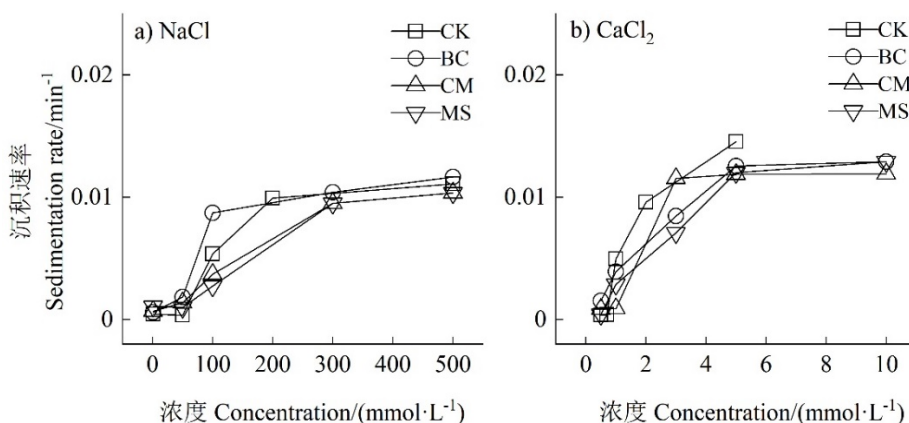 a) NaCl
CK
BC
CM
MS
0.02
0.01
0
0
100
200
300
400
500
浓度 Concentration/(mmol·L⁻¹)
沉积速率
Sedimentation rate/min⁻¹
b) CaCl₂
CK
BC
CM
MS
0.02
0.01
0
0
2
4
6
8
10
浓度 Concentration/(mmol·L⁻¹)